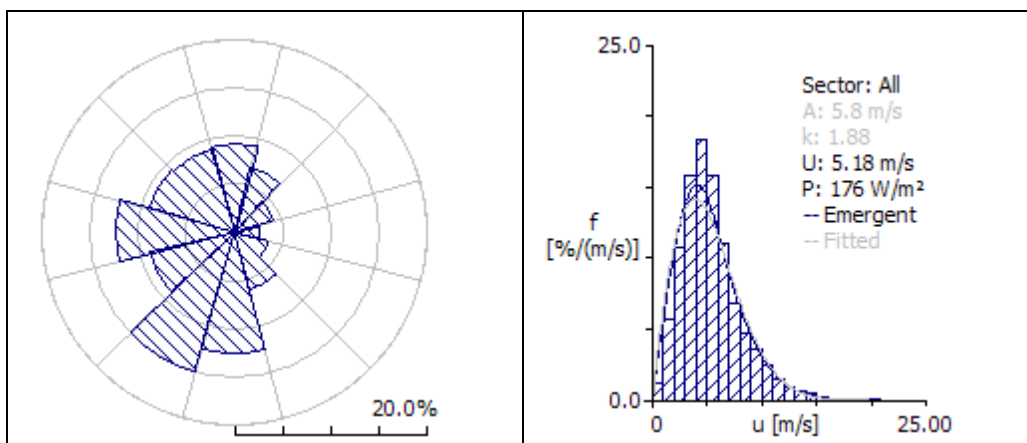 20.0%
25.0
f
[%/(m/s)]
0.0
0
u [m/s]
25.00
Sector: All
A: 5.8 m/s
k: 1.88
U: 5.18 m/s
P: 176 W/m²
-- Emergent
-- Fitted